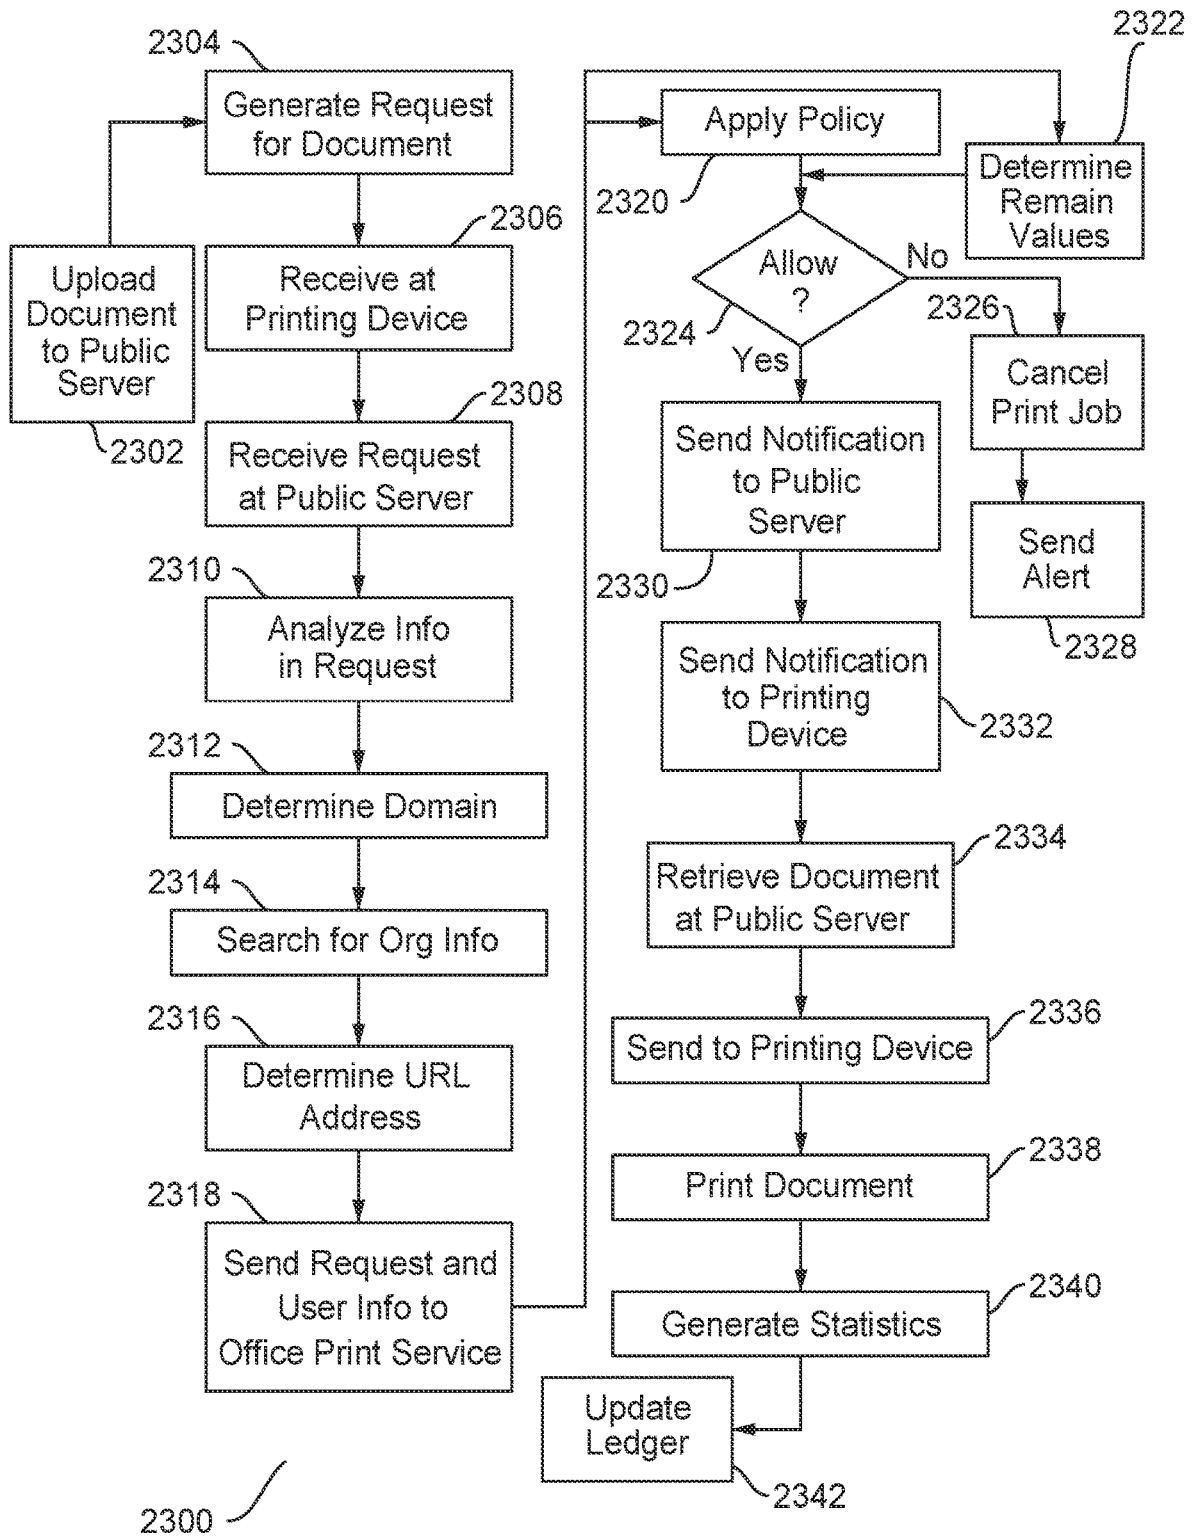 2304
Generate Request
for Document
2306
Receive at
Printing Device
Upload
Document
to Public
Server
2302
2308
Receive Request
at Public Server
2310
Analyze Info
in Request
2312
Determine Domain
2314
Search for Org Info
2316
Determine URL
Address
2318
Send Request and
User Info to
Office Print Service
2300
2322
Apply Policy
2320
Determine
Remain
Values
Allow
?
2324
No
Yes
2326
Cancel
Print Job
Send
Alert
2328
Send Notification
to Public
Server
2330
Send Notification
to Printing
Device
2332
2334
Retrieve Document
at Public Server
2336
Send to Printing Device
2338
Print Document
2340
Generate Statistics
Update
Ledger
2342